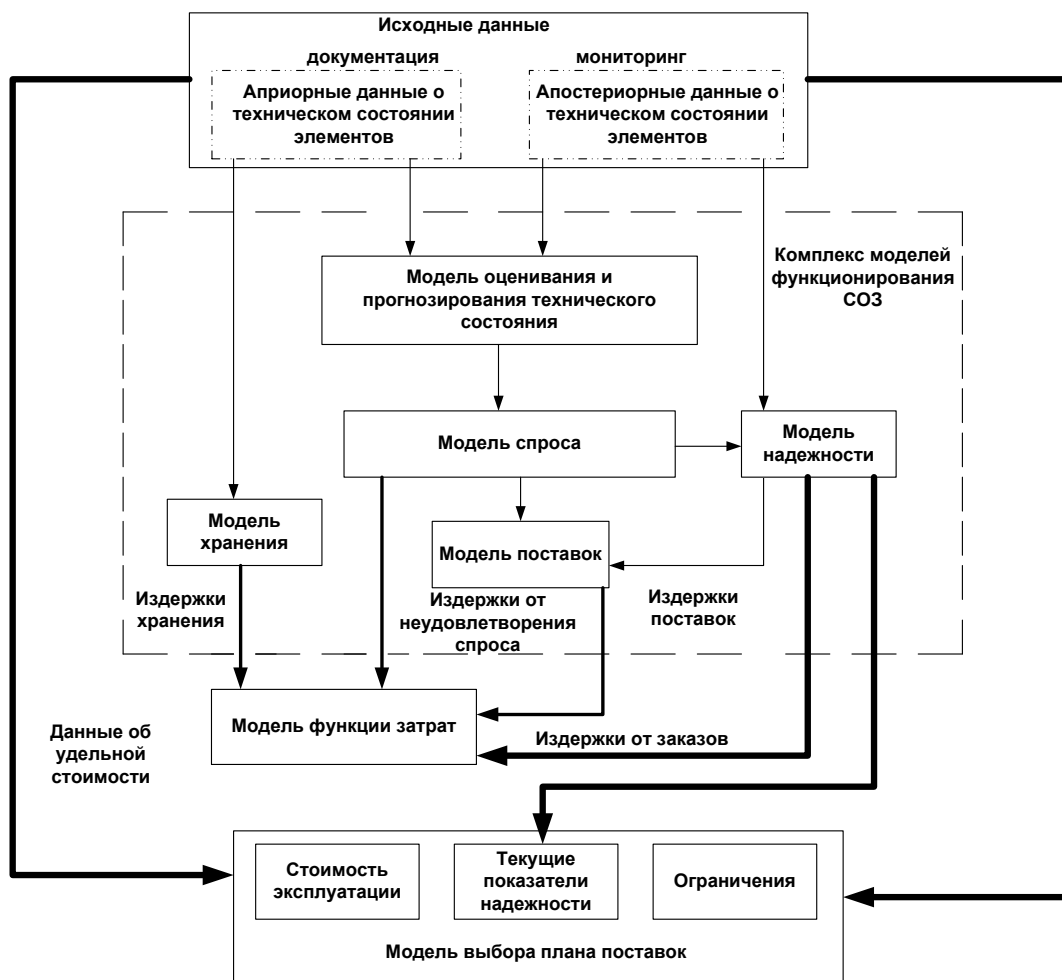 Исходные данные
документация
мониторинг
Априорные данные о
техническом состоянии
элементов
Апостериорные данные о
техническом состоянии
элементов
Комплекс моделей
функционирования
СОЗ
Модель оценивания и
прогнозирования технического
состояния
Модель спроса
Модель
надежности
Модель
хранения
Модель поставок
Издержки
хранения
Издержки от
неудовлетворения
спроса
Издержки
поставок
Модель функции затрат
Издержки от заказов
Данные об
удельной
стоимости
Стоимость
эксплуатации
Текущие
показатели
надежности
Ограничения
Модель выбора плана поставок